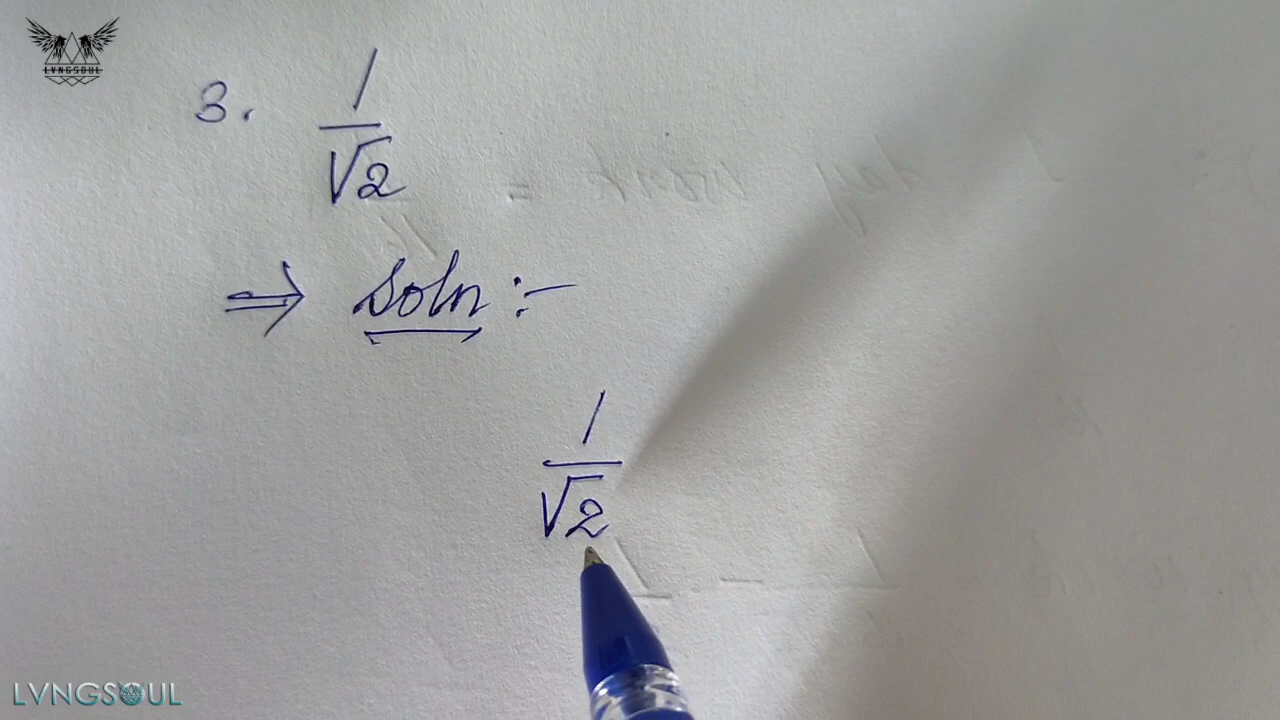 LVNGSOUL
3. 1/√2
⇒ Soln :-
1/√2
LVNGSOUL